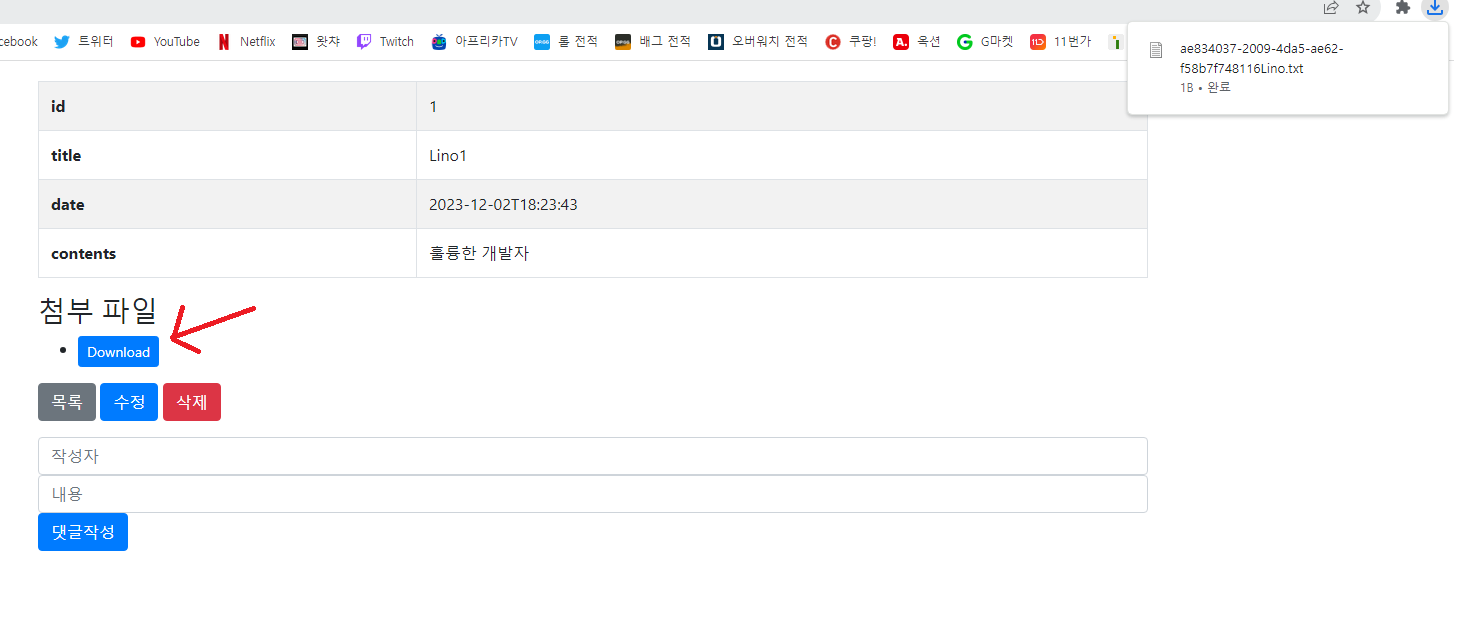 cebook 트위터 YouTube Netflix 왓챠 Twitch 아프리카TV 롤 전적 배그 전적 오버워치 전적 쿠팡! 옥션 G마켓 11번가
ae834037-2009-4da5-ae62-
f58b7f748116Lino.txt
1B • 완료
id 1
title Lino1
date 2023-12-02T18:23:43
contents 훌륭한 개발자
첨부 파일
Download
목록 수정 삭제
작성자
내용
댓글작성